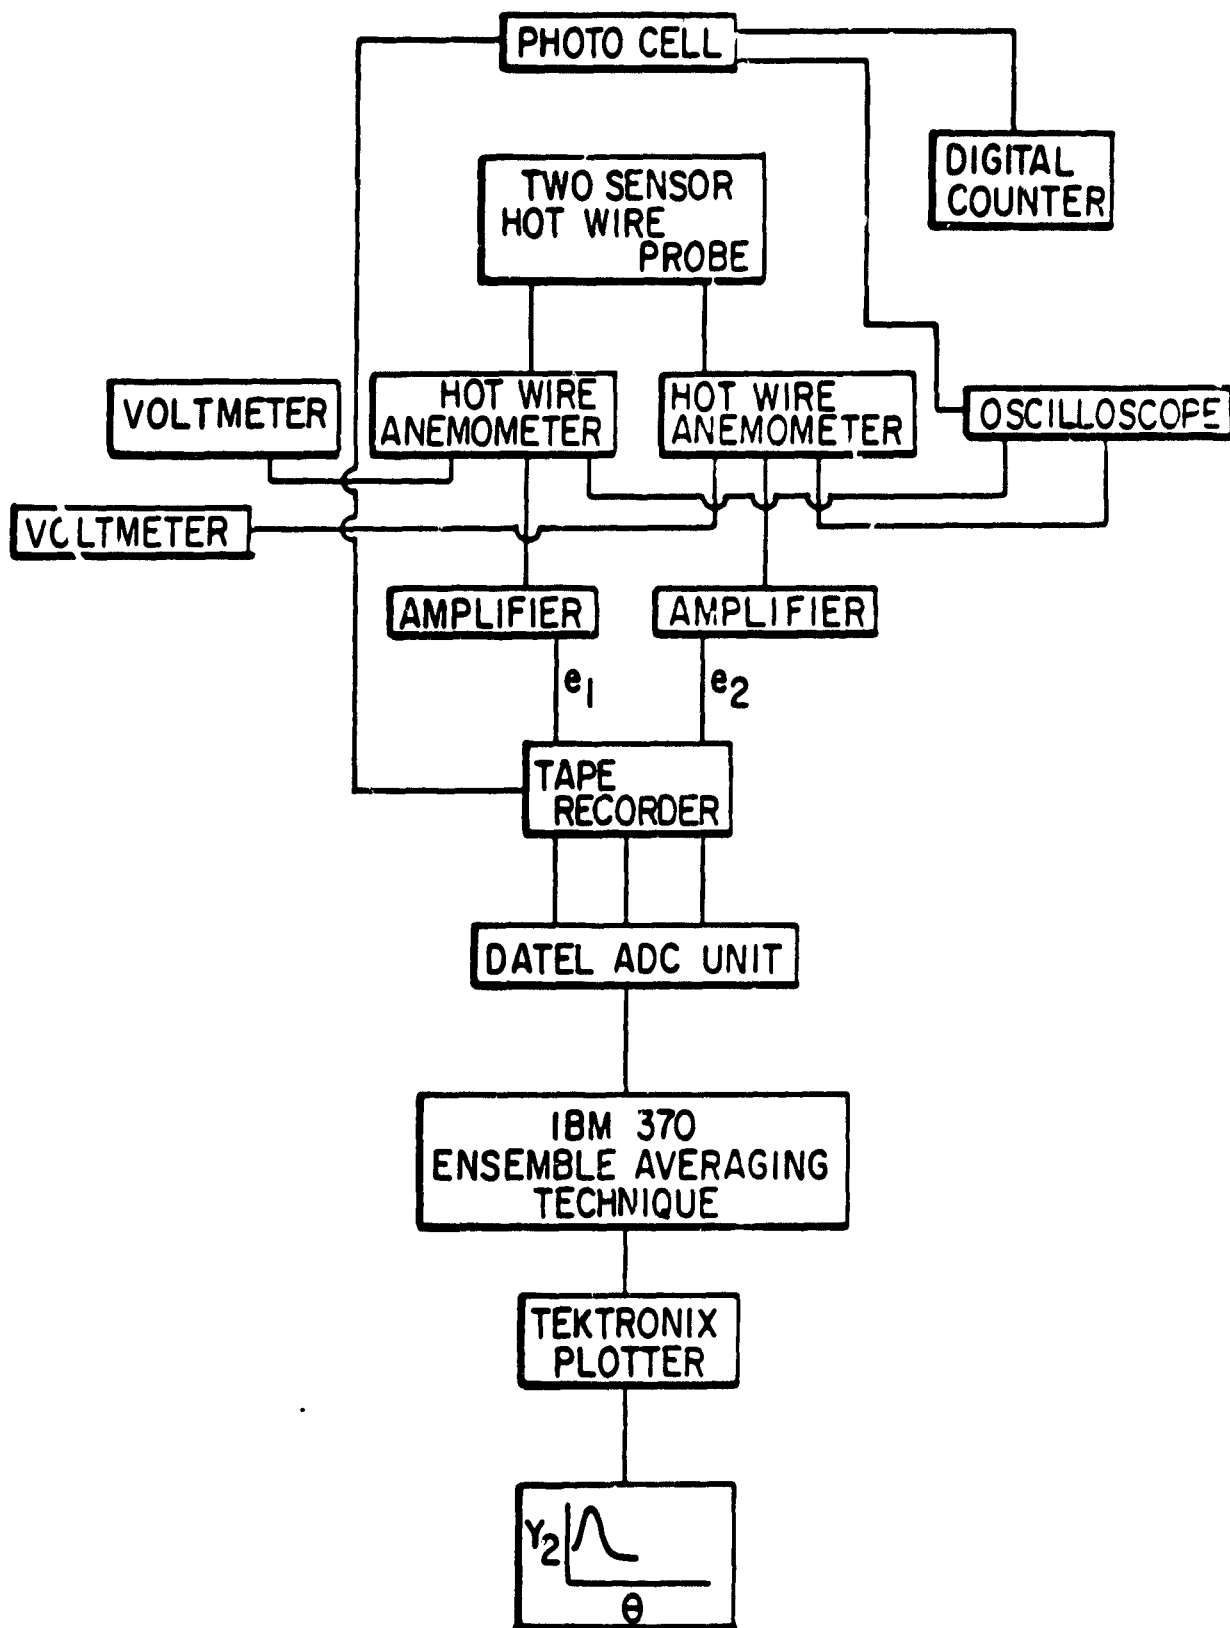 PHOTO CELL
DIGITAL
COUNTER
TWO SENSOR
HOT WIRE
PROBE
VOLTMETER
HOT WIRE
ANEMOMETER
HOT WIRE
ANEMOMETER
OSCILLOSCOPE
VOLTMETER
AMPLIFIER
AMPLIFIER
e1
e2
TAPE
RECORDER
DATEL ADC UNIT
IBM 370
ENSEMBLE AVERAGING
TECHNIQUE
TEKTRONIX
PLOTTER
Y2
θ